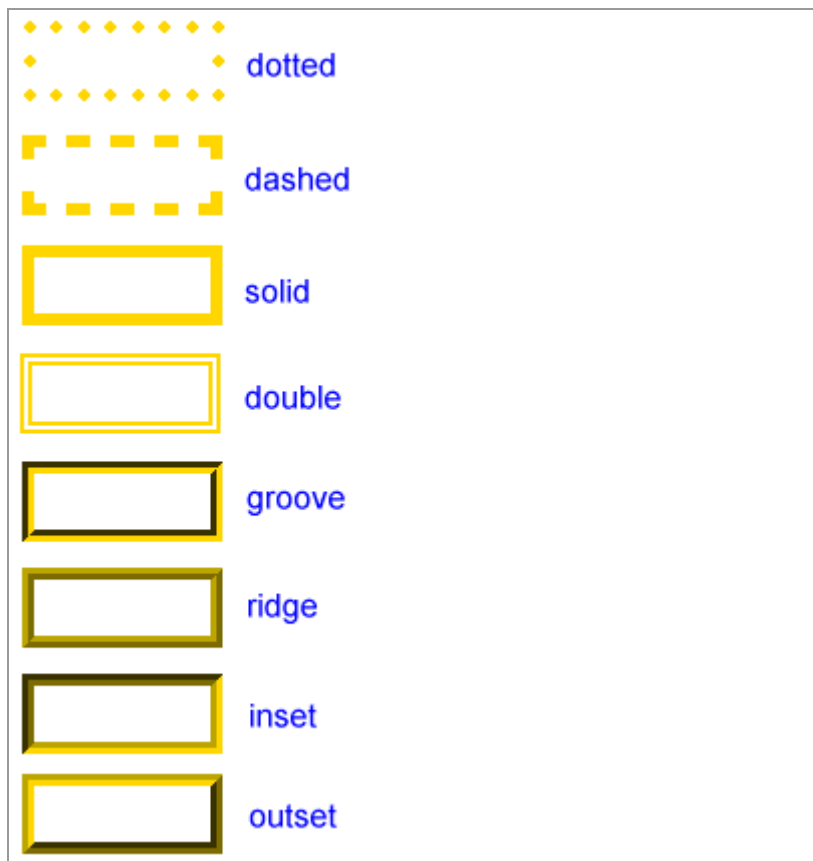 dotted
dashed
solid
double
groove
ridge
inset
outset